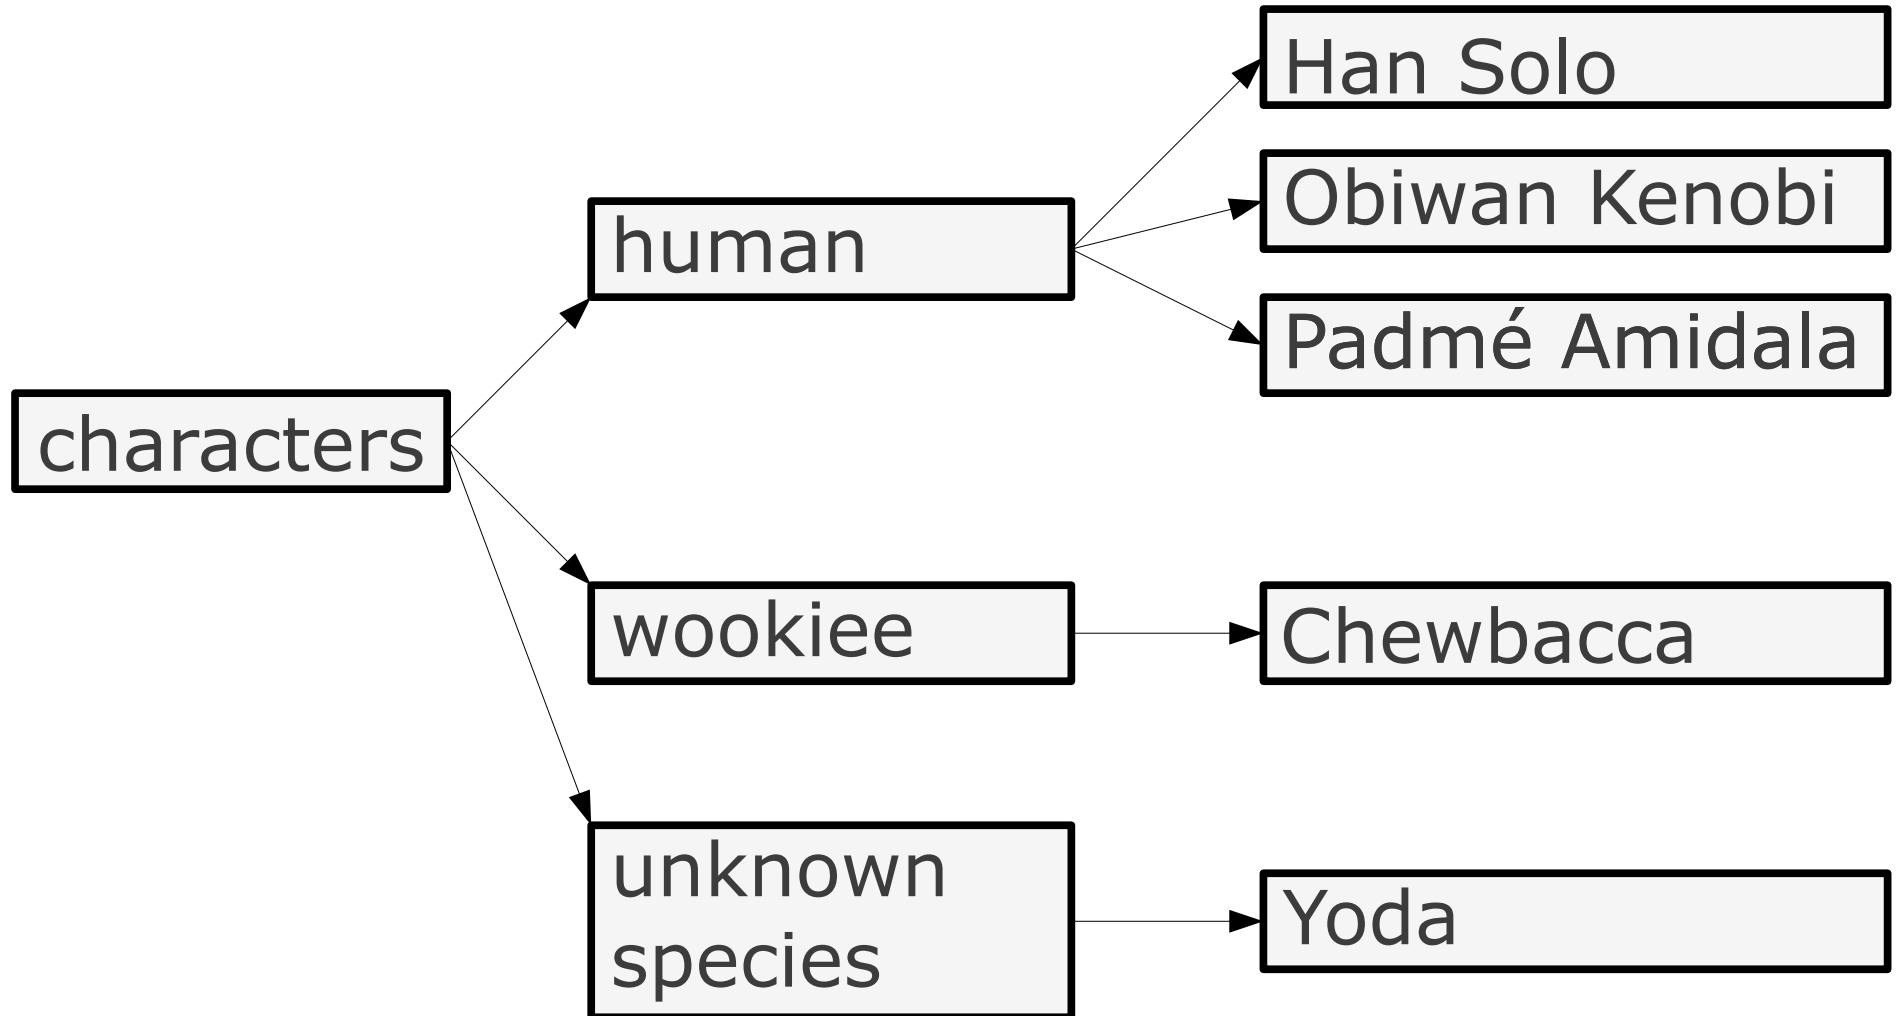 characters
human
Han Solo
Obiwan Kenobi
Padmé Amidala
wookiee
Chewbacca
unknown
species
Yoda